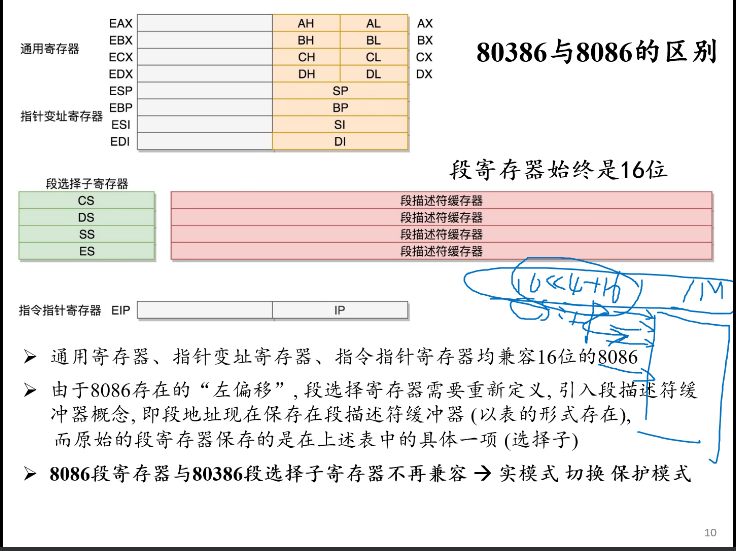 80386与8086的区别
EAX AH AL AX
通用寄存器 EBX BH BL BX
ECX CH CL CX
EDX DH DL DX
ESP SP
指针变址寄存器 EBP BP
ESI SI
EDI DI
段寄存器始终是16位
段选择子寄存器
CS 段描述符缓存器
DS 段描述符缓存器
SS 段描述符缓存器
ES 段描述符缓存器
16<<4+16 1M
指令指针寄存器 EIP IP
➢ 通用寄存器、指针变址寄存器、指令指针寄存器均兼容16位的8086
➢ 由于8086存在的“左偏移”, 段选择寄存器需要重新定义, 引入段描述符缓
冲器概念, 即段地址现在保存在段描述符缓冲器 (以表的形式存在),
而原始的段寄存器保存的是在上述表中的具体一项 (选择子)
➢ 8086段寄存器与80386段选择子寄存器不再兼容 → 实模式 切换 保护模式
10